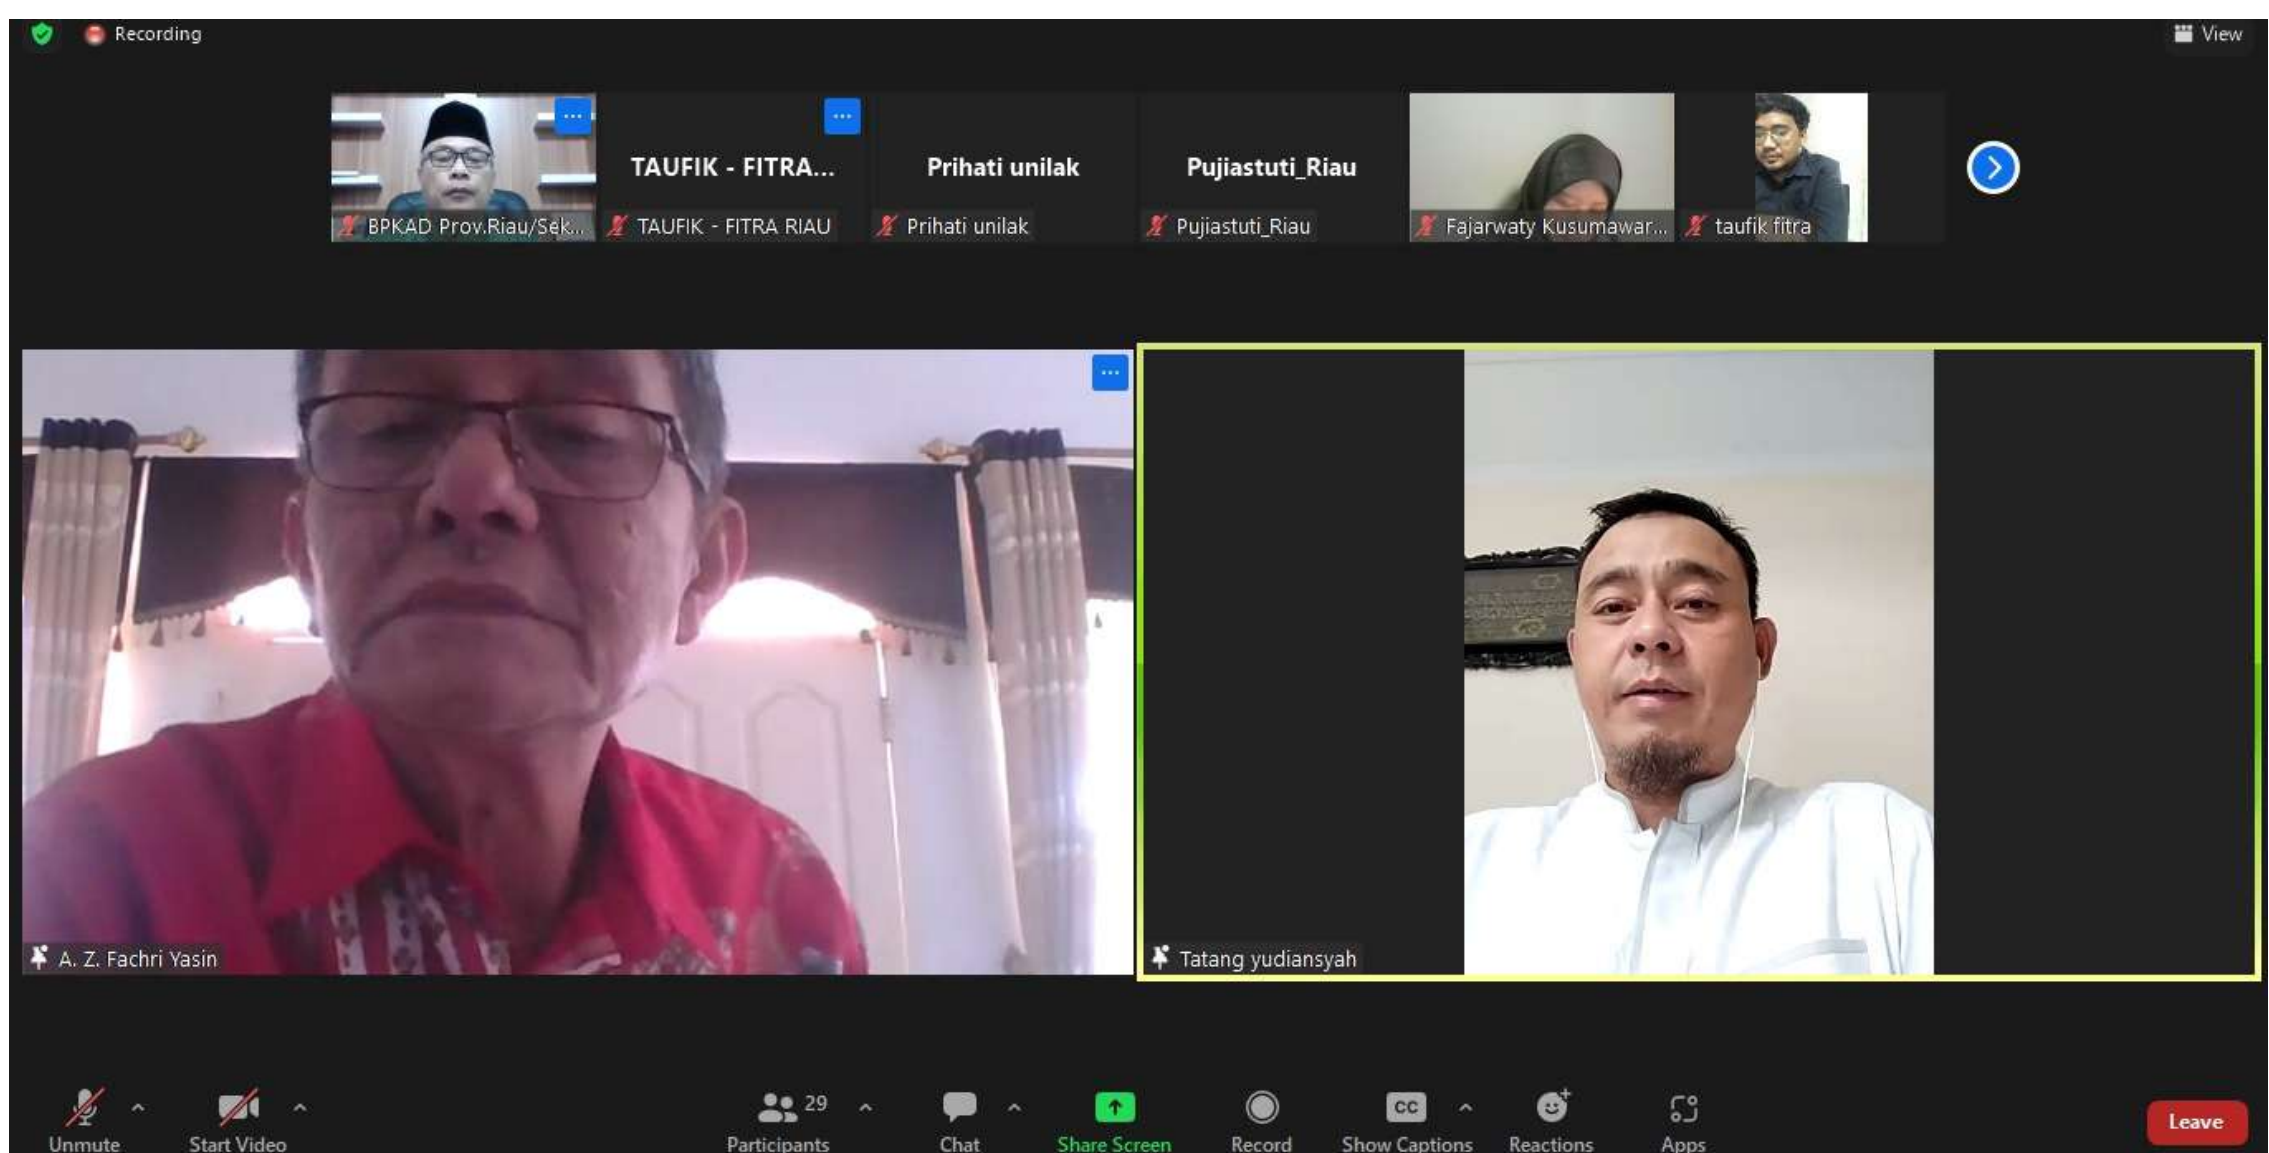 Recording
View
TAUFIK - FITRA...
Prihati unilak
Pujiastuti_Riau
BPKAD Prov.Riau/Sek...
TAUFIK - FITRA RIAU
Prihati unilak
Pujiastuti_Riau
Fajarwaty Kusumawar...
taufik fitra
A. Z. Fachri Yasin
Tatang yudiansyah
29
CC
Unmute
Start Video
Participants
Chat
Share Screen
Record
Show Captions
Reactions
Apps
Leave